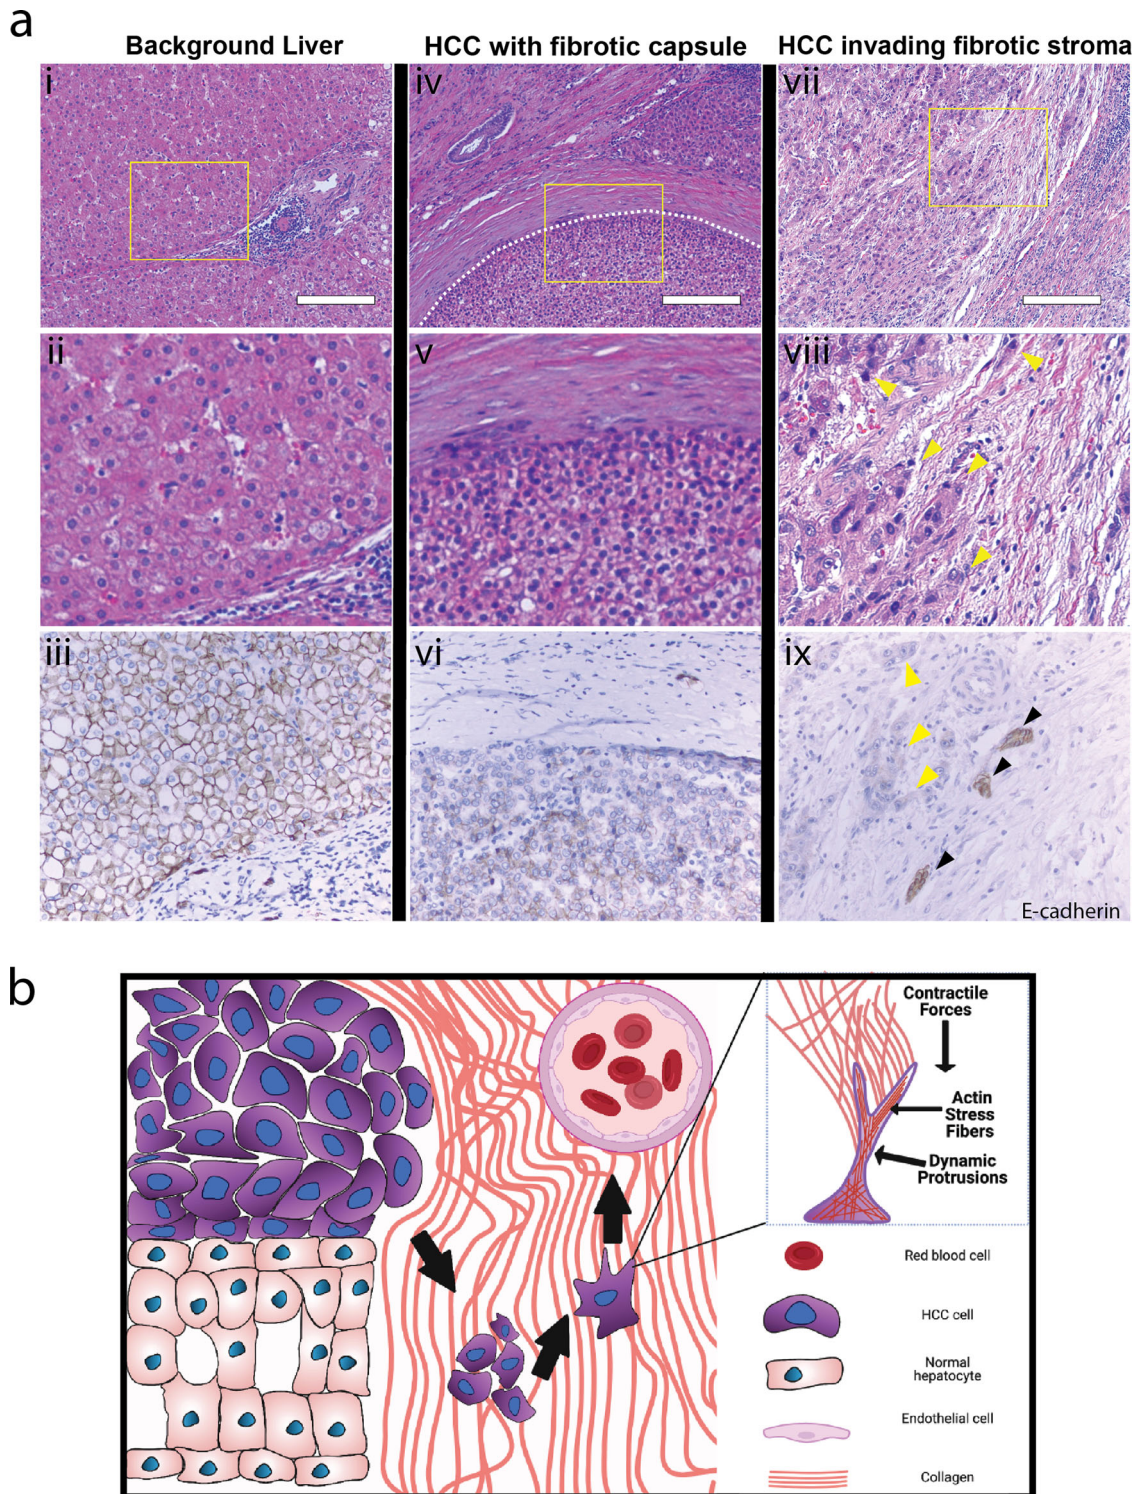 a
Background Liver
HCC with fibrotic capsule
HCC invading fibrotic stroma
i
iv
vii
ii
v
viii
iii
vi
ix
E-cadherin
b
Contractile
Forces
Actin
Stress
Fibers
Dynamic
Protrusions
Red blood cell
HCC cell
Normal
hepatocyte
Endothelial cell
Collagen